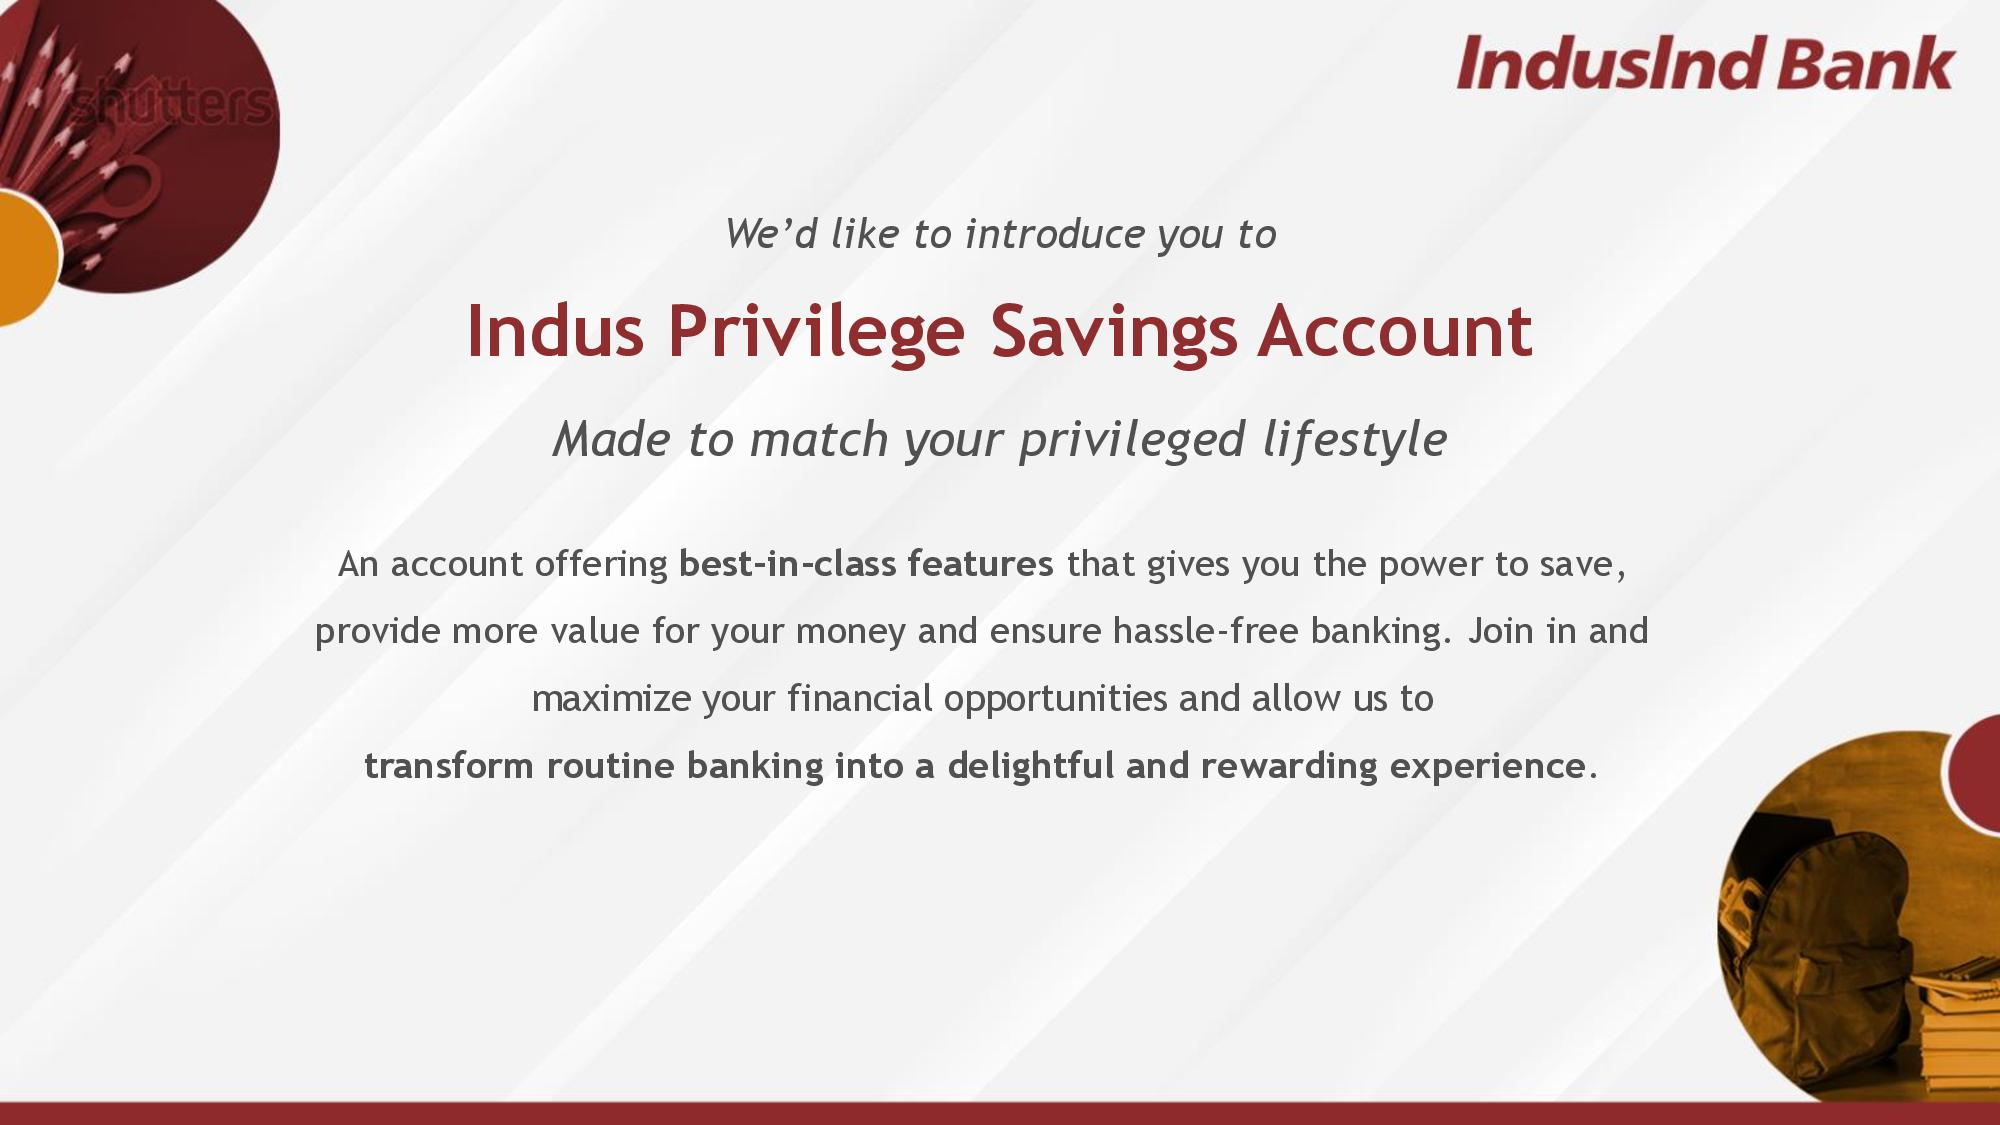 shutters
IndusInd Bank
We’d like to introduce you to
Indus Privilege Savings Account
Made to match your privileged lifestyle
An account offering best-in-class features that gives you the power to save,
provide more value for your money and ensure hassle-free banking. Join in and
maximize your financial opportunities and allow us to
transform routine banking into a delightful and rewarding experience.